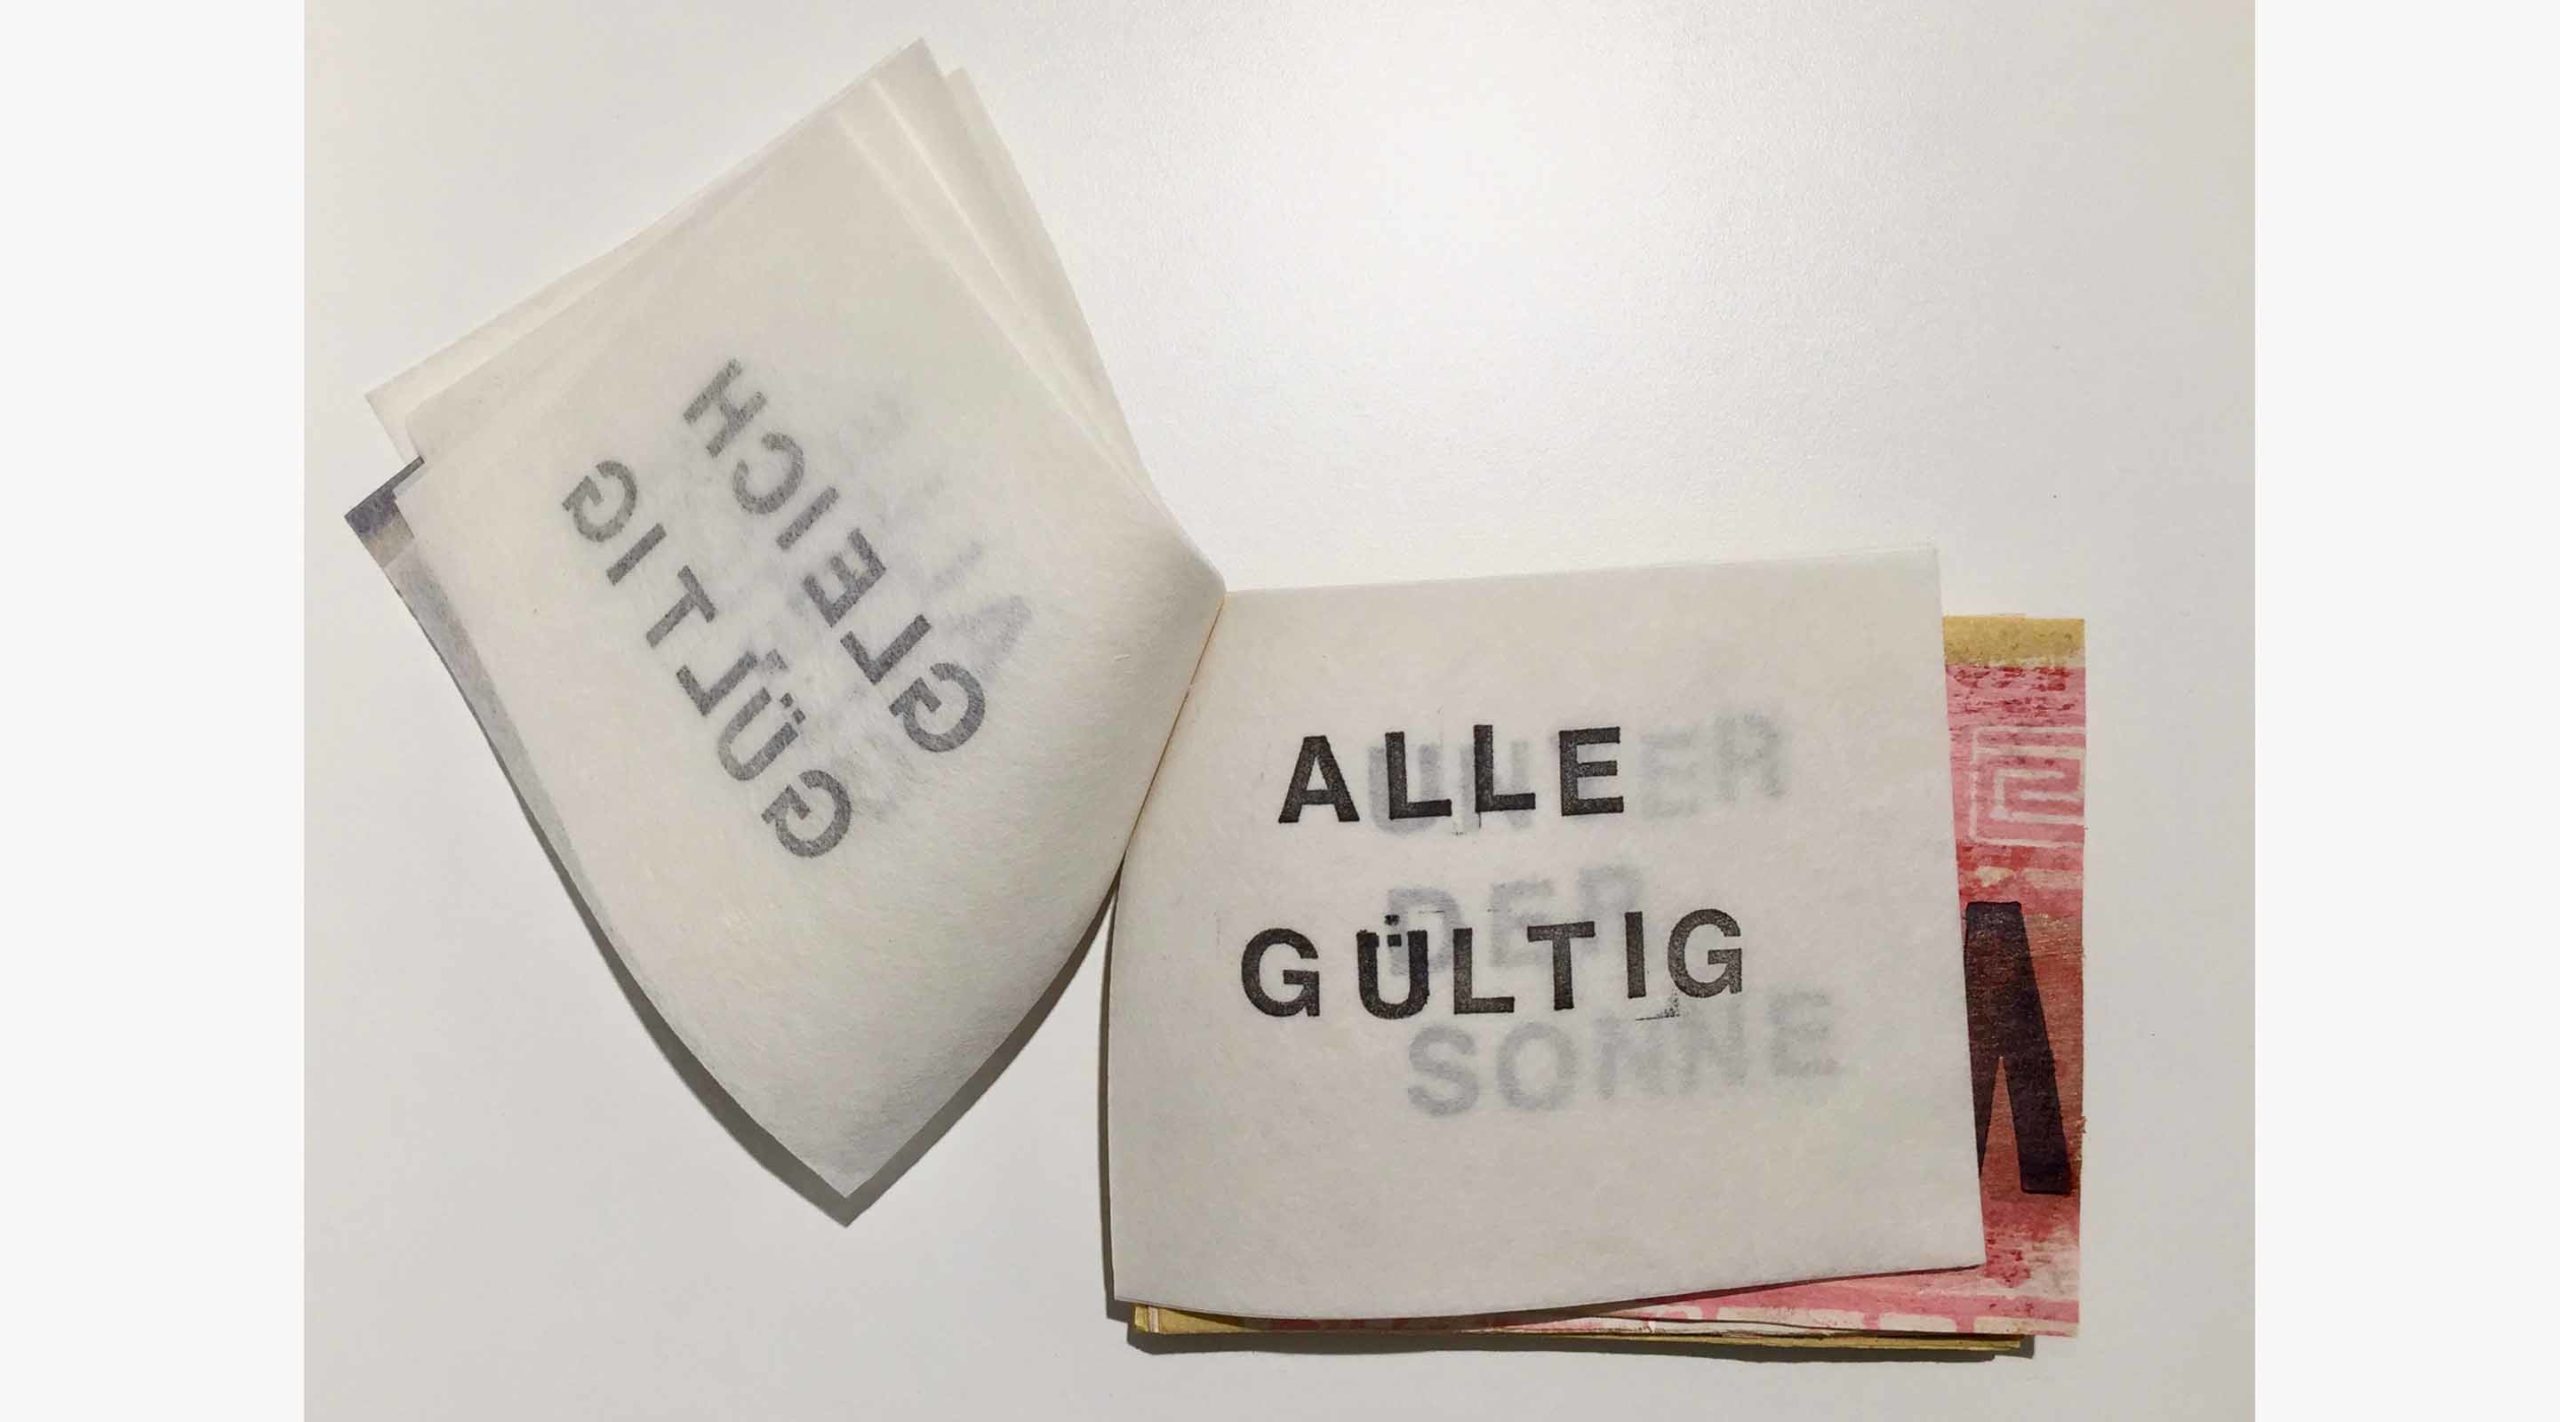 GLEICH
GÜLTIG
ALLE
GÜLTIG
UNTER
DER
SONNE